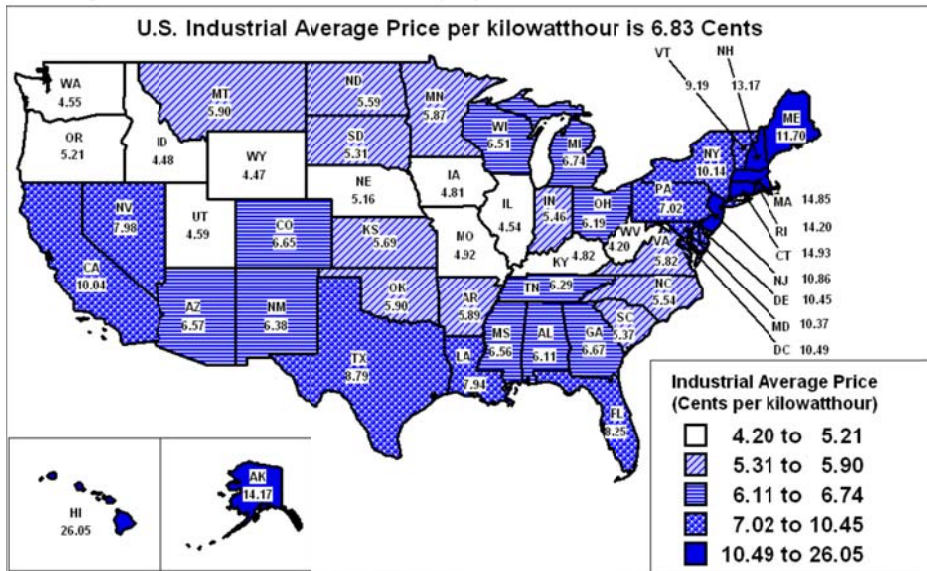 U.S. Industrial Average Price per kilowatthour is 6.83 Cents
WA
4.55
OR
5.21
ID
4.48
MT
5.90
WY
4.47
ND
5.59
SD
5.31
MN
5.87
WI
6.51
MI
6.74
IA
4.81
NE
5.16
IL
4.54
IN
5.46
OH
6.19
PA
7.02
NY
10.14
VT
9.19
NH
13.17
ME
11.70
MA 14.85
RI 14.20
CT 14.93
NJ 10.86
DE 10.45
MD 10.37
DC 10.49
NV
7.98
UT
4.59
CO
6.65
KS
5.69
MO
4.92
KY 4.82
WV
4.20
VA
5.82
CA
10.04
AZ
6.57
NM
6.38
OK
5.90
AR
5.89
TN 6.29
NC
5.54
SC
5.37
TX
8.79
LA
7.94
MS
6.56
AL
6.11
GA
6.67
FL
8.25
HI
26.05
AK
14.17
Industrial Average Price
(Cents per kilowatthour)
4.20 to 5.21
5.31 to 5.90
6.11 to 6.74
7.02 to 10.45
10.49 to 26.05